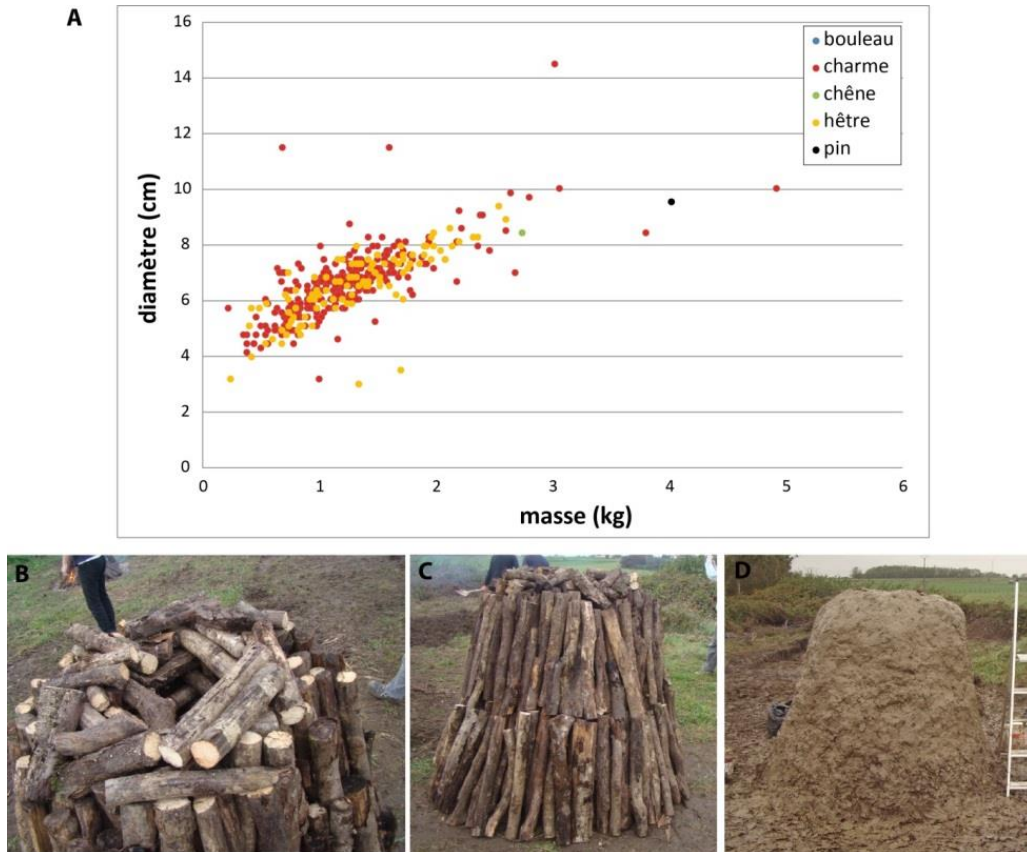 A
16
14
12
10
8
6
4
2
0
diamètre (cm)
bouleau
charme
chêne
hêtre
pin
0 1 2 3 4 5 6
masse (kg)
B
C
D